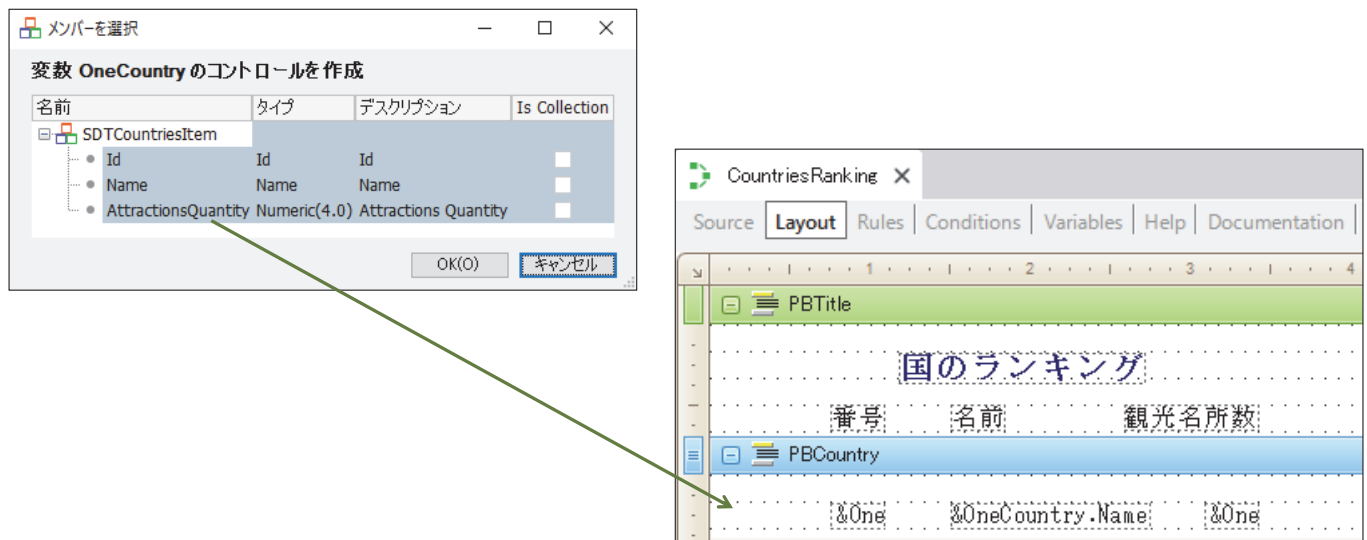 メンバーを選択
変数 OneCountry のコントロールを作成
名前 タイプ デスクリプション Is Collection
SDTCountriesItem
Id Id Id
Name Name Name
AttractionsQuantity Numeric(4.0) Attractions Quantity
OK(O) キャンセル
CountriesRanking
Source Layout Rules Conditions Variables Help Documentation
1 2 3 4
PBTitle
国のランキング
番号 名前 観光名所数
PBCountry
&One &OneCountry.Name &One